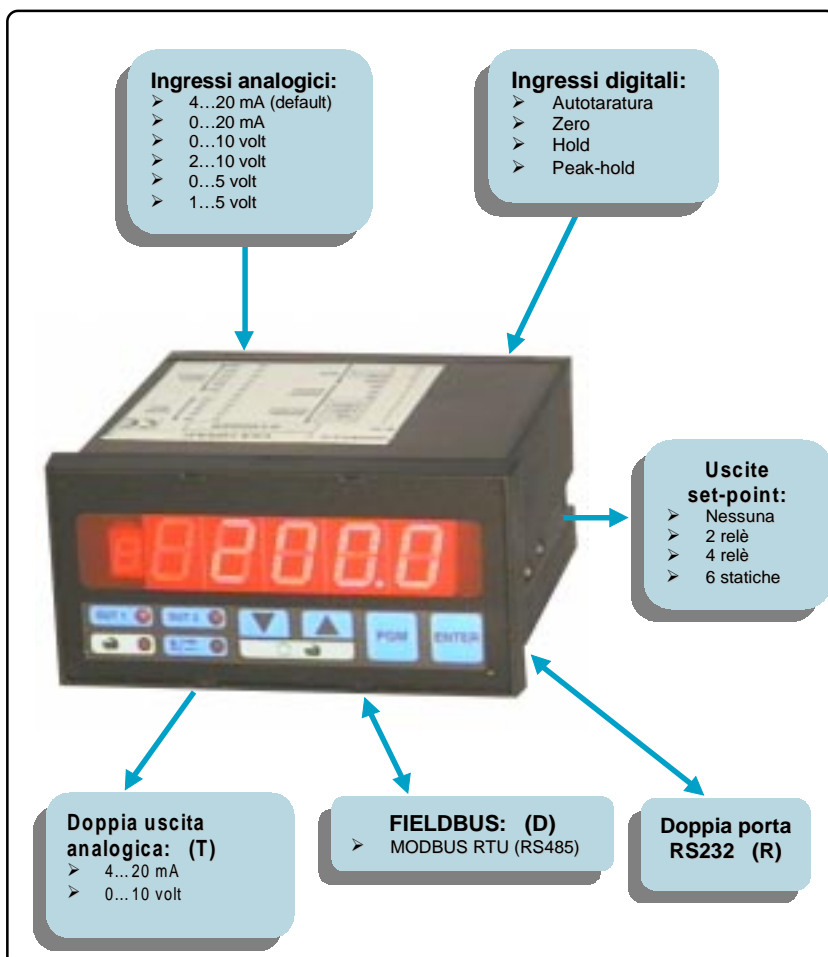 Ingressi analogici:
4…20 mA (default)
0…20 mA
0…10 volt
2…10 volt
0…5 volt
1…5 volt
Ingressi digitali:
Autotaratura
Zero
Hold
Peak-hold
Uscite
set-point:
Nessuna
2 relè
4 relè
6 statiche
2000.0
OUT 1 OUT 2
PGM ENTER
Doppia uscita
analogica: (T)
4…20 mA
0…10 volt
FIELDBUS: (D)
MODBUS RTU (RS485)
Doppia porta
RS232 (R)